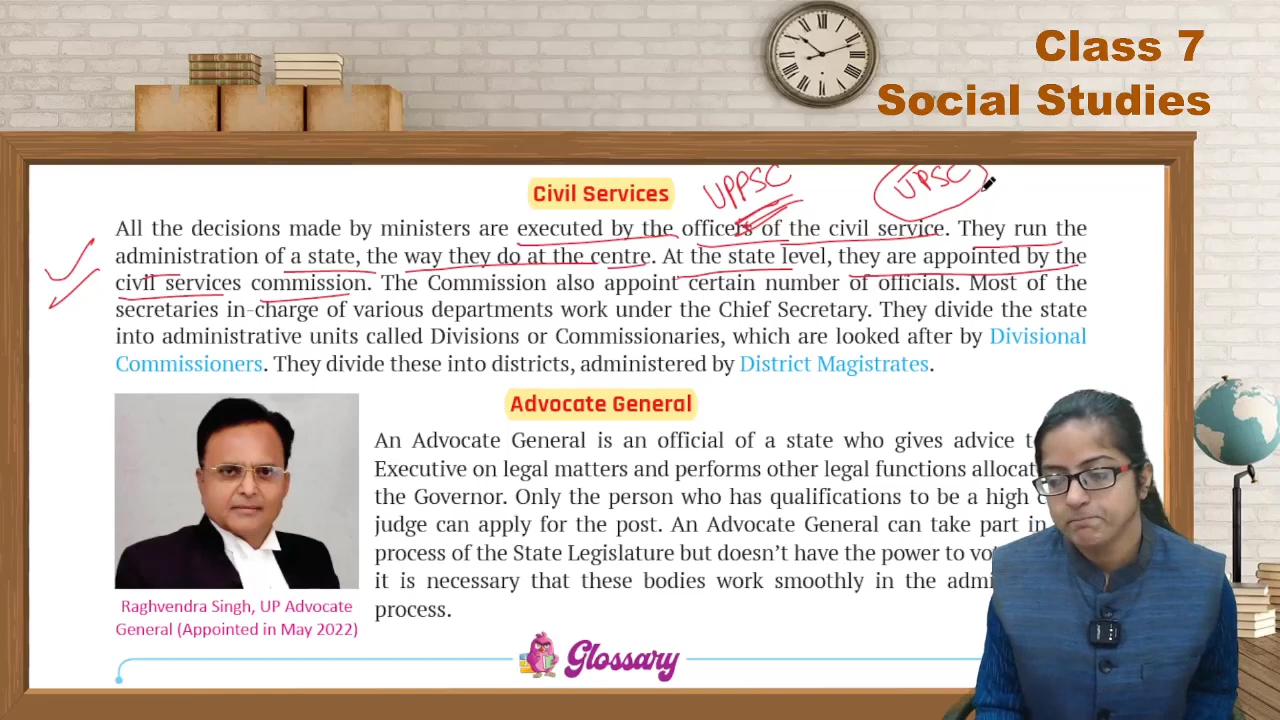 Class 7
Social Studies
UPPSC
UPSC
Civil Services
All the decisions made by ministers are executed by the officers of the civil service. They run the
administration of a state, the way they do at the centre. At the state level, they are appointed by the
civil services commission. The Commission also appoint certain number of officials. Most of the
secretaries in-charge of various departments work under the Chief Secretary. They divide the state
into administrative units called Divisions or Commissionaries, which are looked after by Divisional
Commissioners. They divide these into districts, administered by District Magistrates.
Advocate General
An Advocate General is an official of a state who gives advice
Executive on legal matters and performs other legal functions
the Governor. Only the person who has qualifications to be a high
judge can apply for the post. An Advocate General can take part in
process of the State Legislature but doesn't have the power to
it is necessary that these bodies work smoothly in the
process.
Raghvendra Singh, UP Advocate
General (Appointed in May 2022)
Glossary